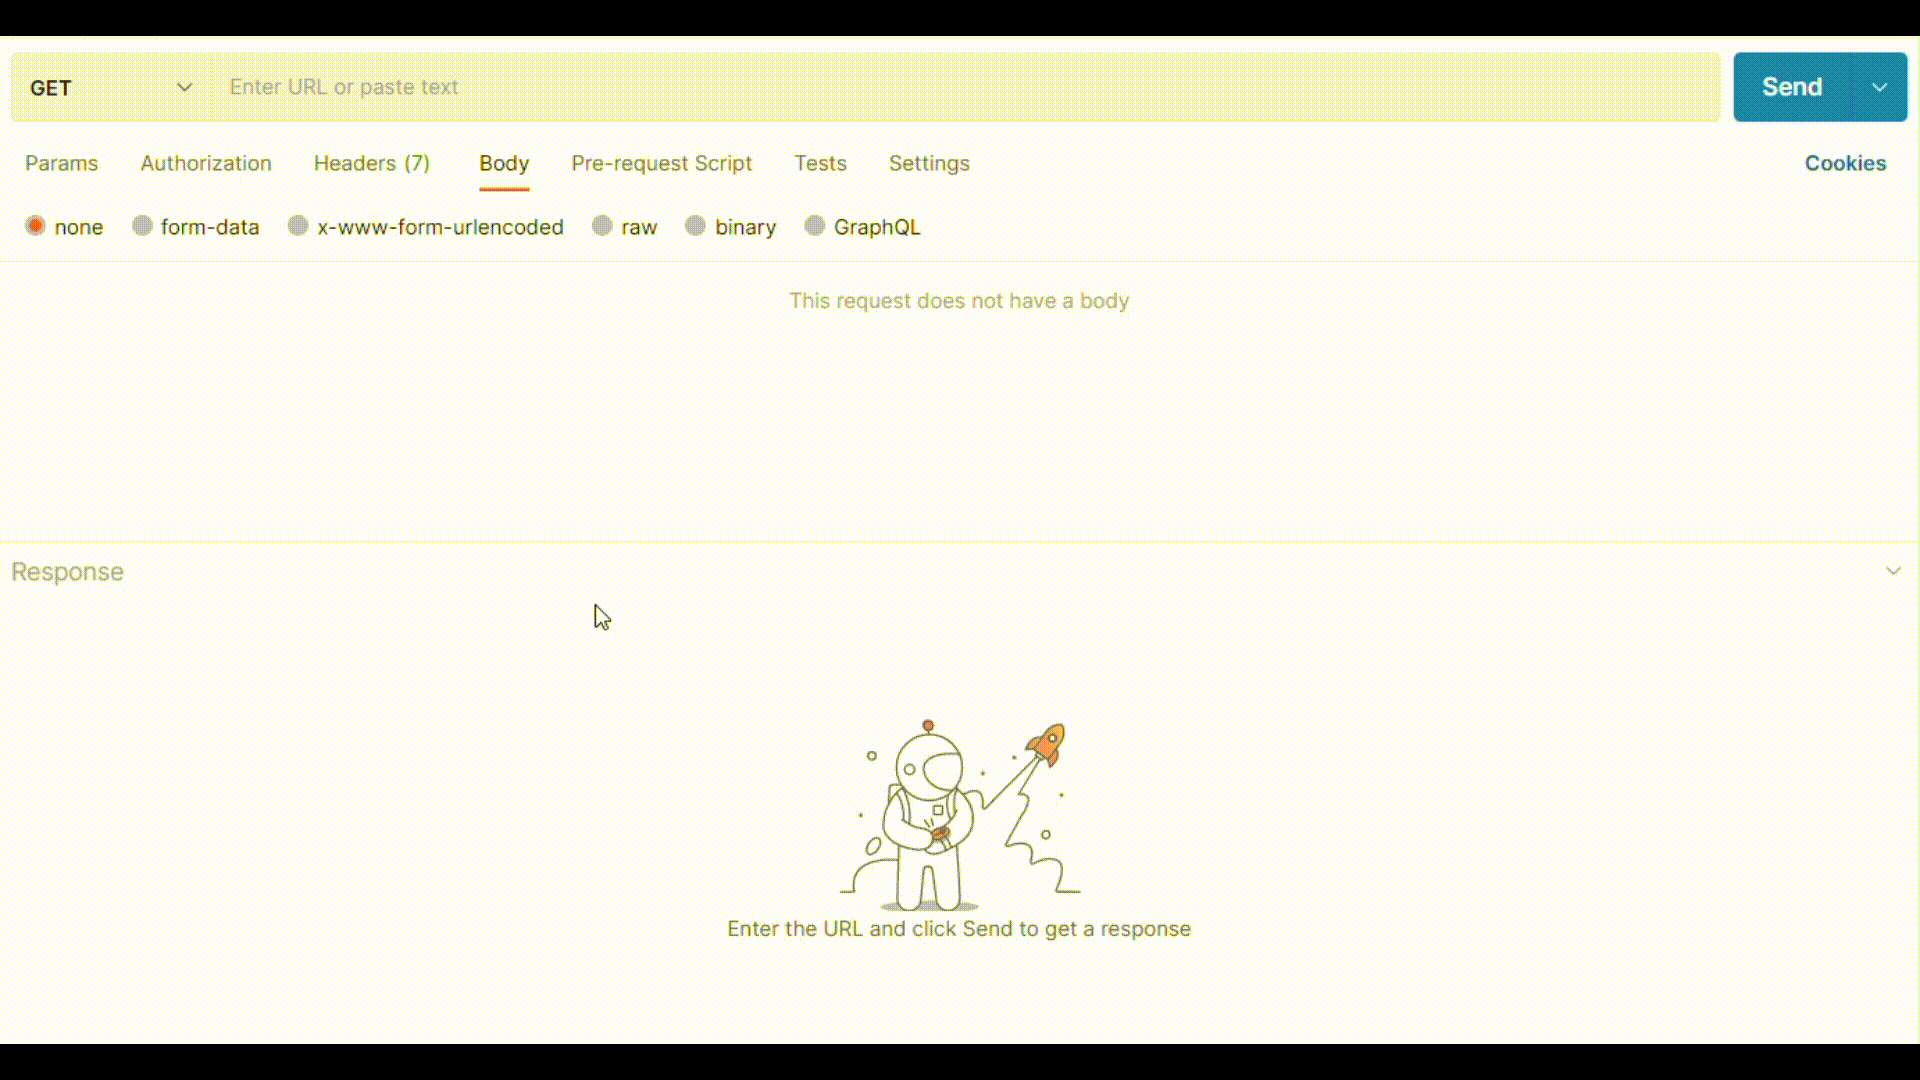 GET Enter URL or paste text Send
Params Authorization Headers (7) Body Pre-request Script Tests Settings Cookies
none form-data x-www-form-urlencoded raw binary GraphQL
This request does not have a body
Response
Enter the URL and click Send to get a response